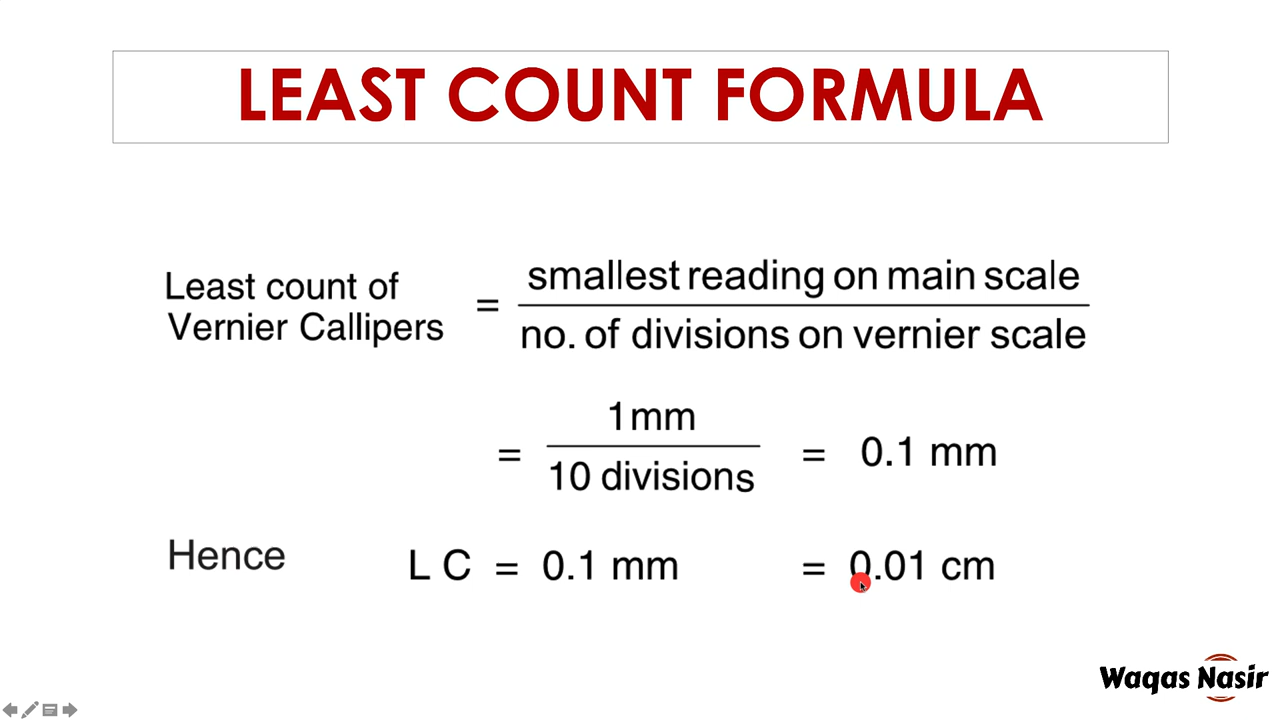 LEAST COUNT FORMULA
Least count of
Vernier Callipers
=
smallest reading on main scale
no. of divisions on vernier scale
=
1mm
10 divisions
= 0.1 mm
Hence L C = 0.1 mm = 0.01 cm
Waqas Nasir